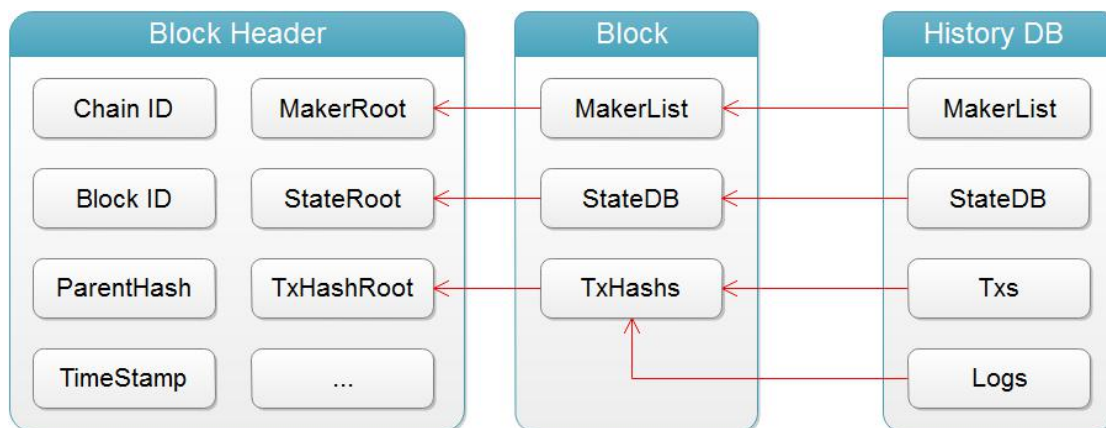 Block Header
Block
History DB
Chain ID
MakerRoot
MakerList
MakerList
Block ID
StateRoot
StateDB
StateDB
ParentHash
TxHashRoot
TxHashs
Txs
TimeStamp
...
Logs